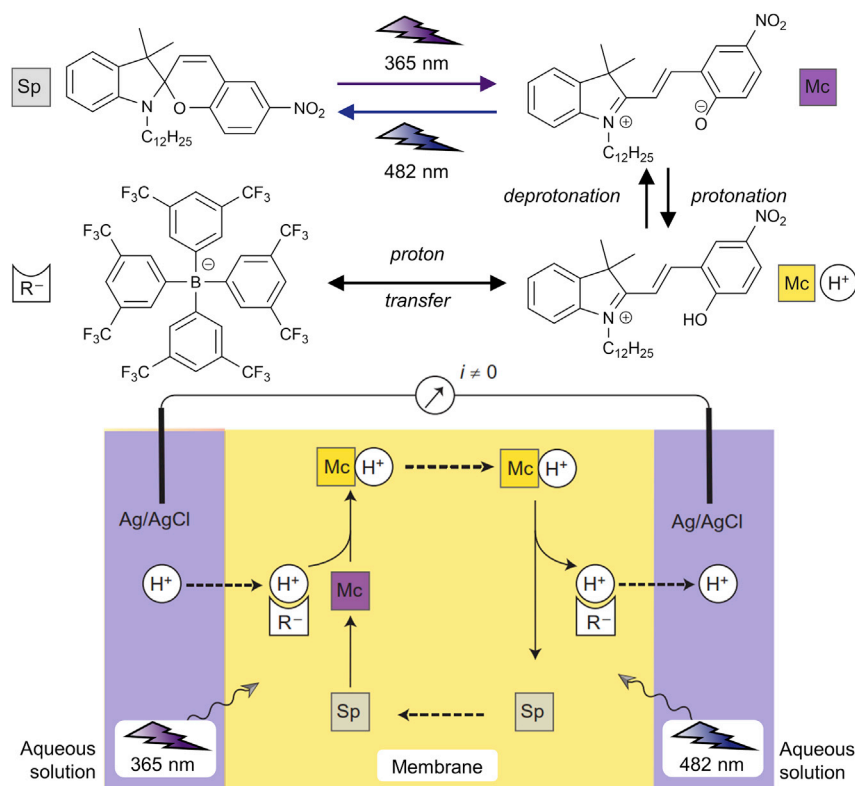 Sp
N
O
NO₂
C₁₂H₂₅
365 nm
482 nm
NO₂
N
⊕
⊖
O
C₁₂H₂₅
Mc
deprotonation
protonation
R⁻
F₃C
CF₃
F₃C
CF₃
B
⊖
F₃C
CF₃
F₃C
CF₃
proton
transfer
NO₂
N
⊕
HO
C₁₂H₂₅
Mc
H⁺
i ≠ 0
Ag/AgCl
Ag/AgCl
Mc
H⁺
Mc
H⁺
H⁺
H⁺
R⁻
Mc
H⁺
R⁻
H⁺
Sp
Sp
Aqueous
solution
365 nm
Membrane
482 nm
Aqueous
solution